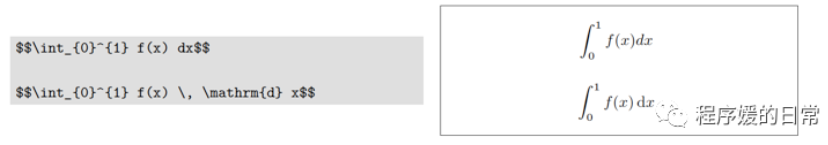 $$\int_{0}^{1} f(x) dx$$
$$\int_{0}^{1} f(x) \, \mathrm{d} x$$
∫₀¹ f(x)dx
∫₀¹ f(x) dx
程序媛的日常